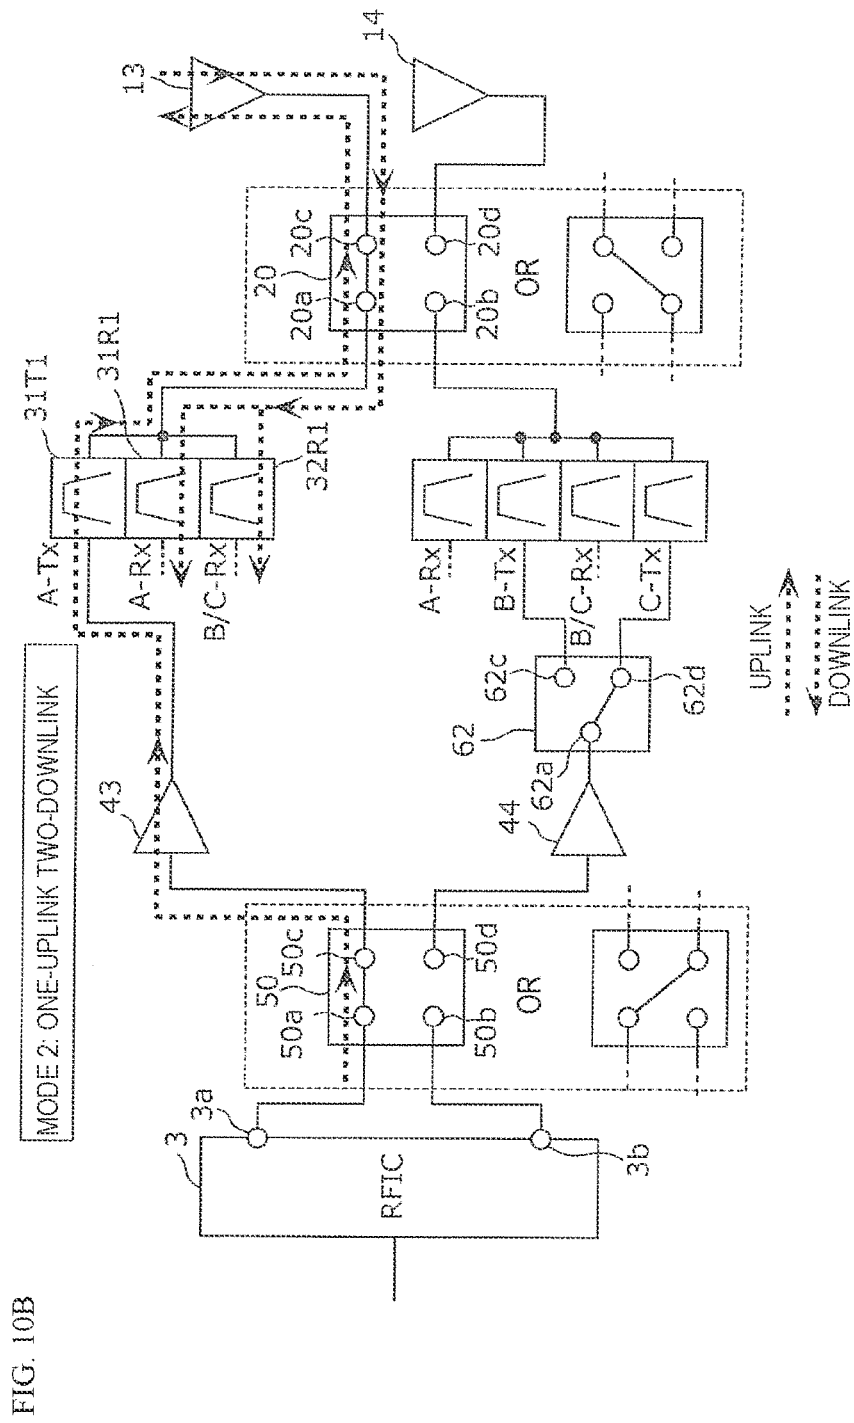 FIG. 10B
MODE 2: ONE-UPLINK TWO-DOWNLINK
3
3a
RFIC
3b
50
50a
50c
50b
50d
OR
43
44
62
62a
62c
62d
A-Tx
A-Rx
B/C-Rx
A-Rx
B-Tx
B/C-Rx
C-Tx
31T1
31R1
32R1
20
20a
20c
20b
20d
OR
13
14
UPLINK
DOWNLINK